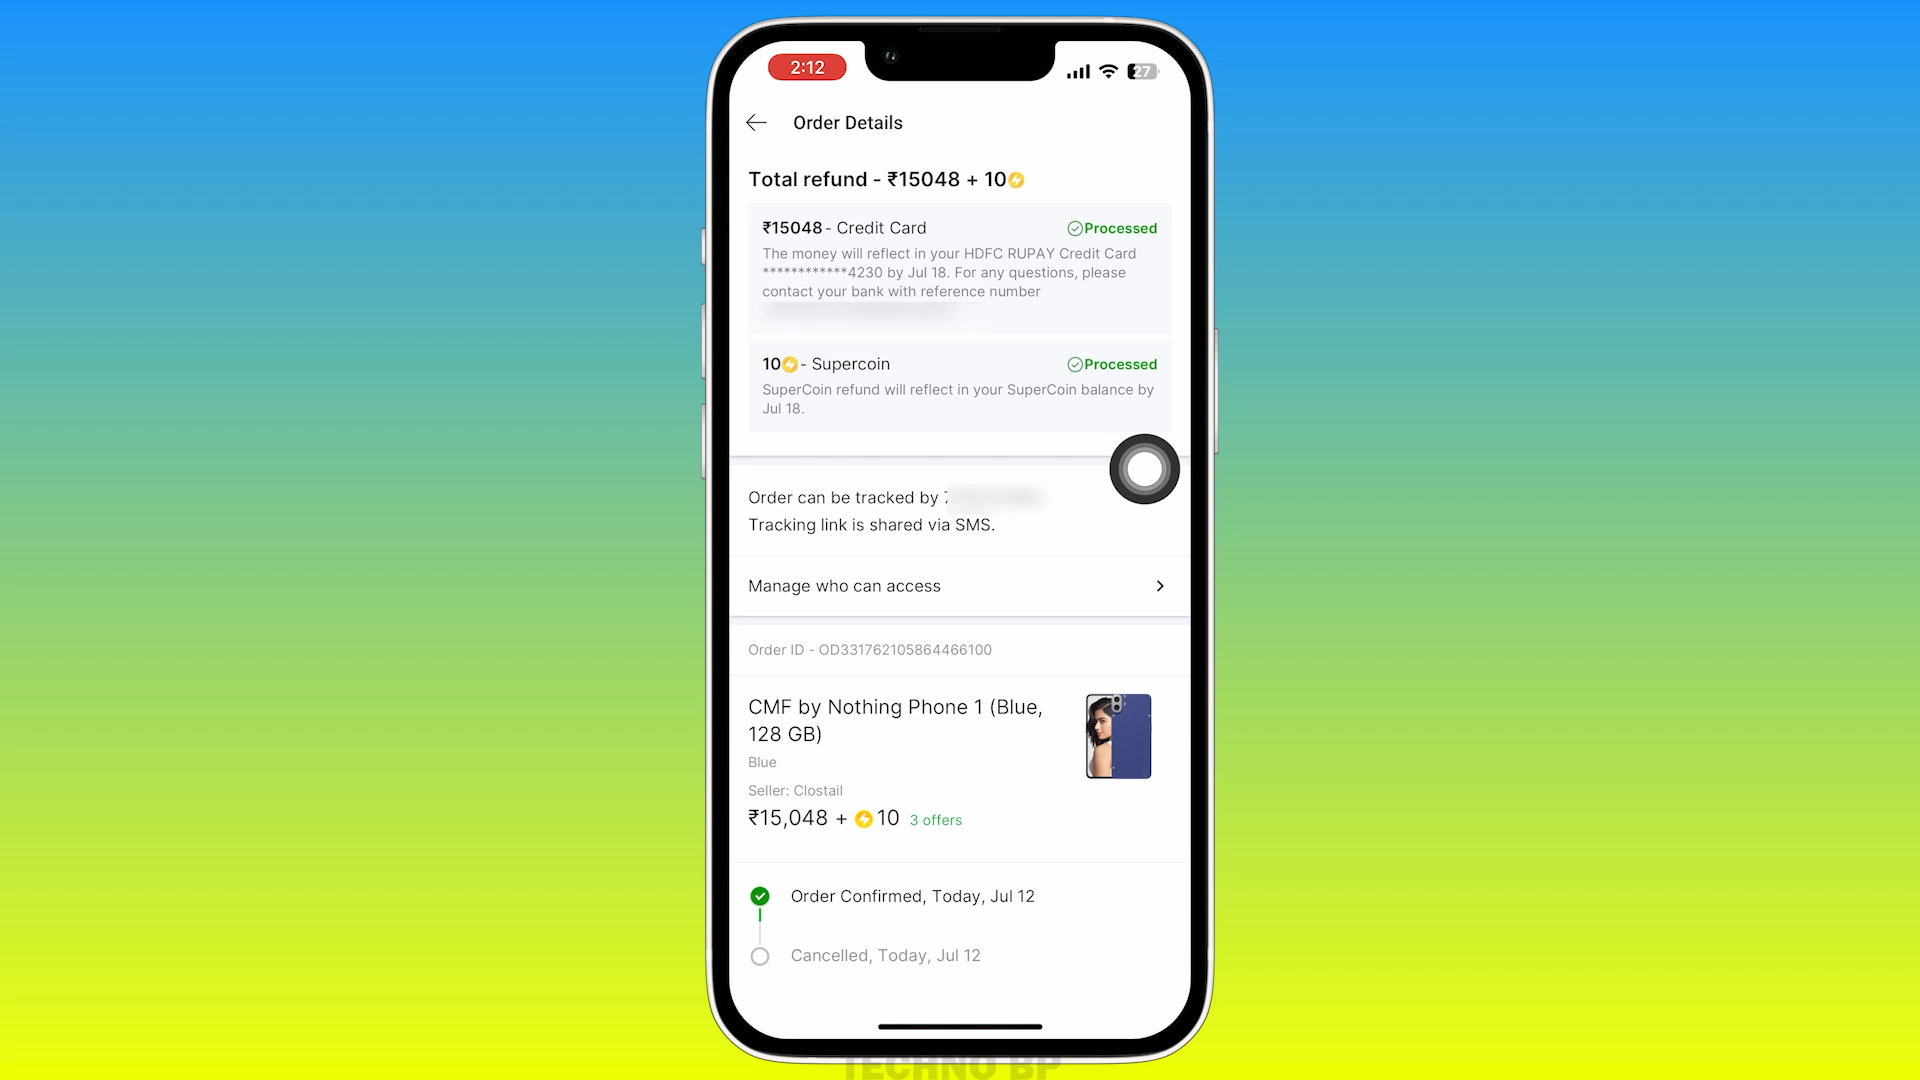 2:12
27
Order Details
Total refund - ₹15048 + 10
₹15048 - Credit Card
Processed
The money will reflect in your HDFC RUPAY Credit Card
************4230 by Jul 18. For any questions, please
contact your bank with reference number
10 - Supercoin
Processed
SuperCoin refund will reflect in your SuperCoin balance by
Jul 18.
Order can be tracked by
Tracking link is shared via SMS.
Manage who can access
Order ID - OD331762105864466100
CMF by Nothing Phone 1 (Blue,
128 GB)
Blue
Seller: Clostail
₹15,048 + 10 3 offers
Order Confirmed, Today, Jul 12
Cancelled, Today, Jul 12
TECHNO BP